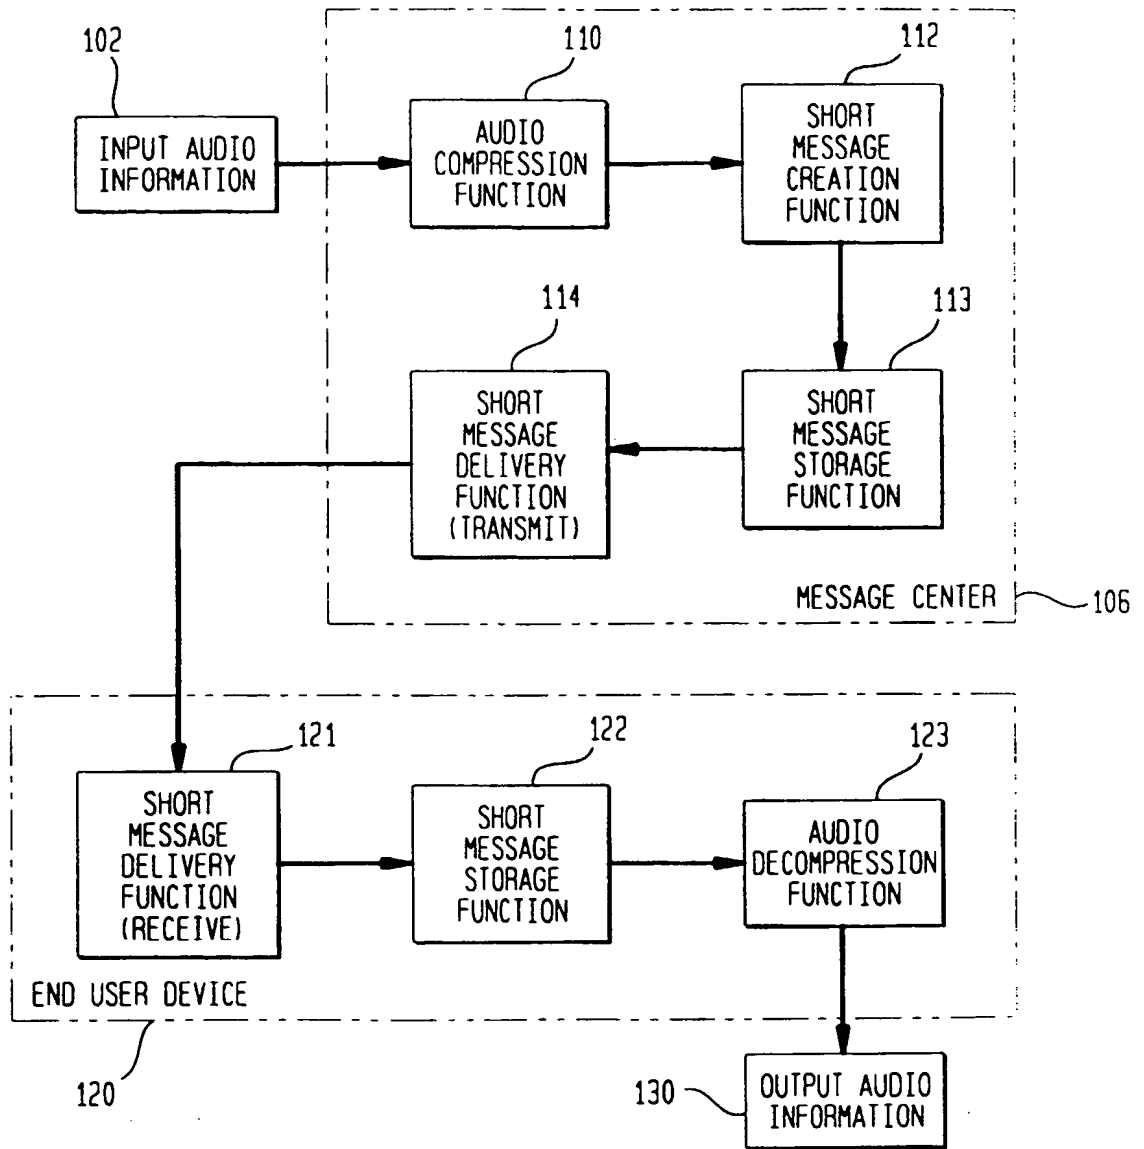 102
INPUT AUDIO
INFORMATION
110
AUDIO
COMPRESSION
FUNCTION
112
SHORT
MESSAGE
CREATION
FUNCTION
114
SHORT
MESSAGE
DELIVERY
FUNCTION
(TRANSMIT)
113
SHORT
MESSAGE
STORAGE
FUNCTION
MESSAGE CENTER
106
121
SHORT
MESSAGE
DELIVERY
FUNCTION
(RECEIVE)
122
SHORT
MESSAGE
STORAGE
FUNCTION
123
AUDIO
DECOMPRESSION
FUNCTION
END USER DEVICE
120
130
OUTPUT AUDIO
INFORMATION